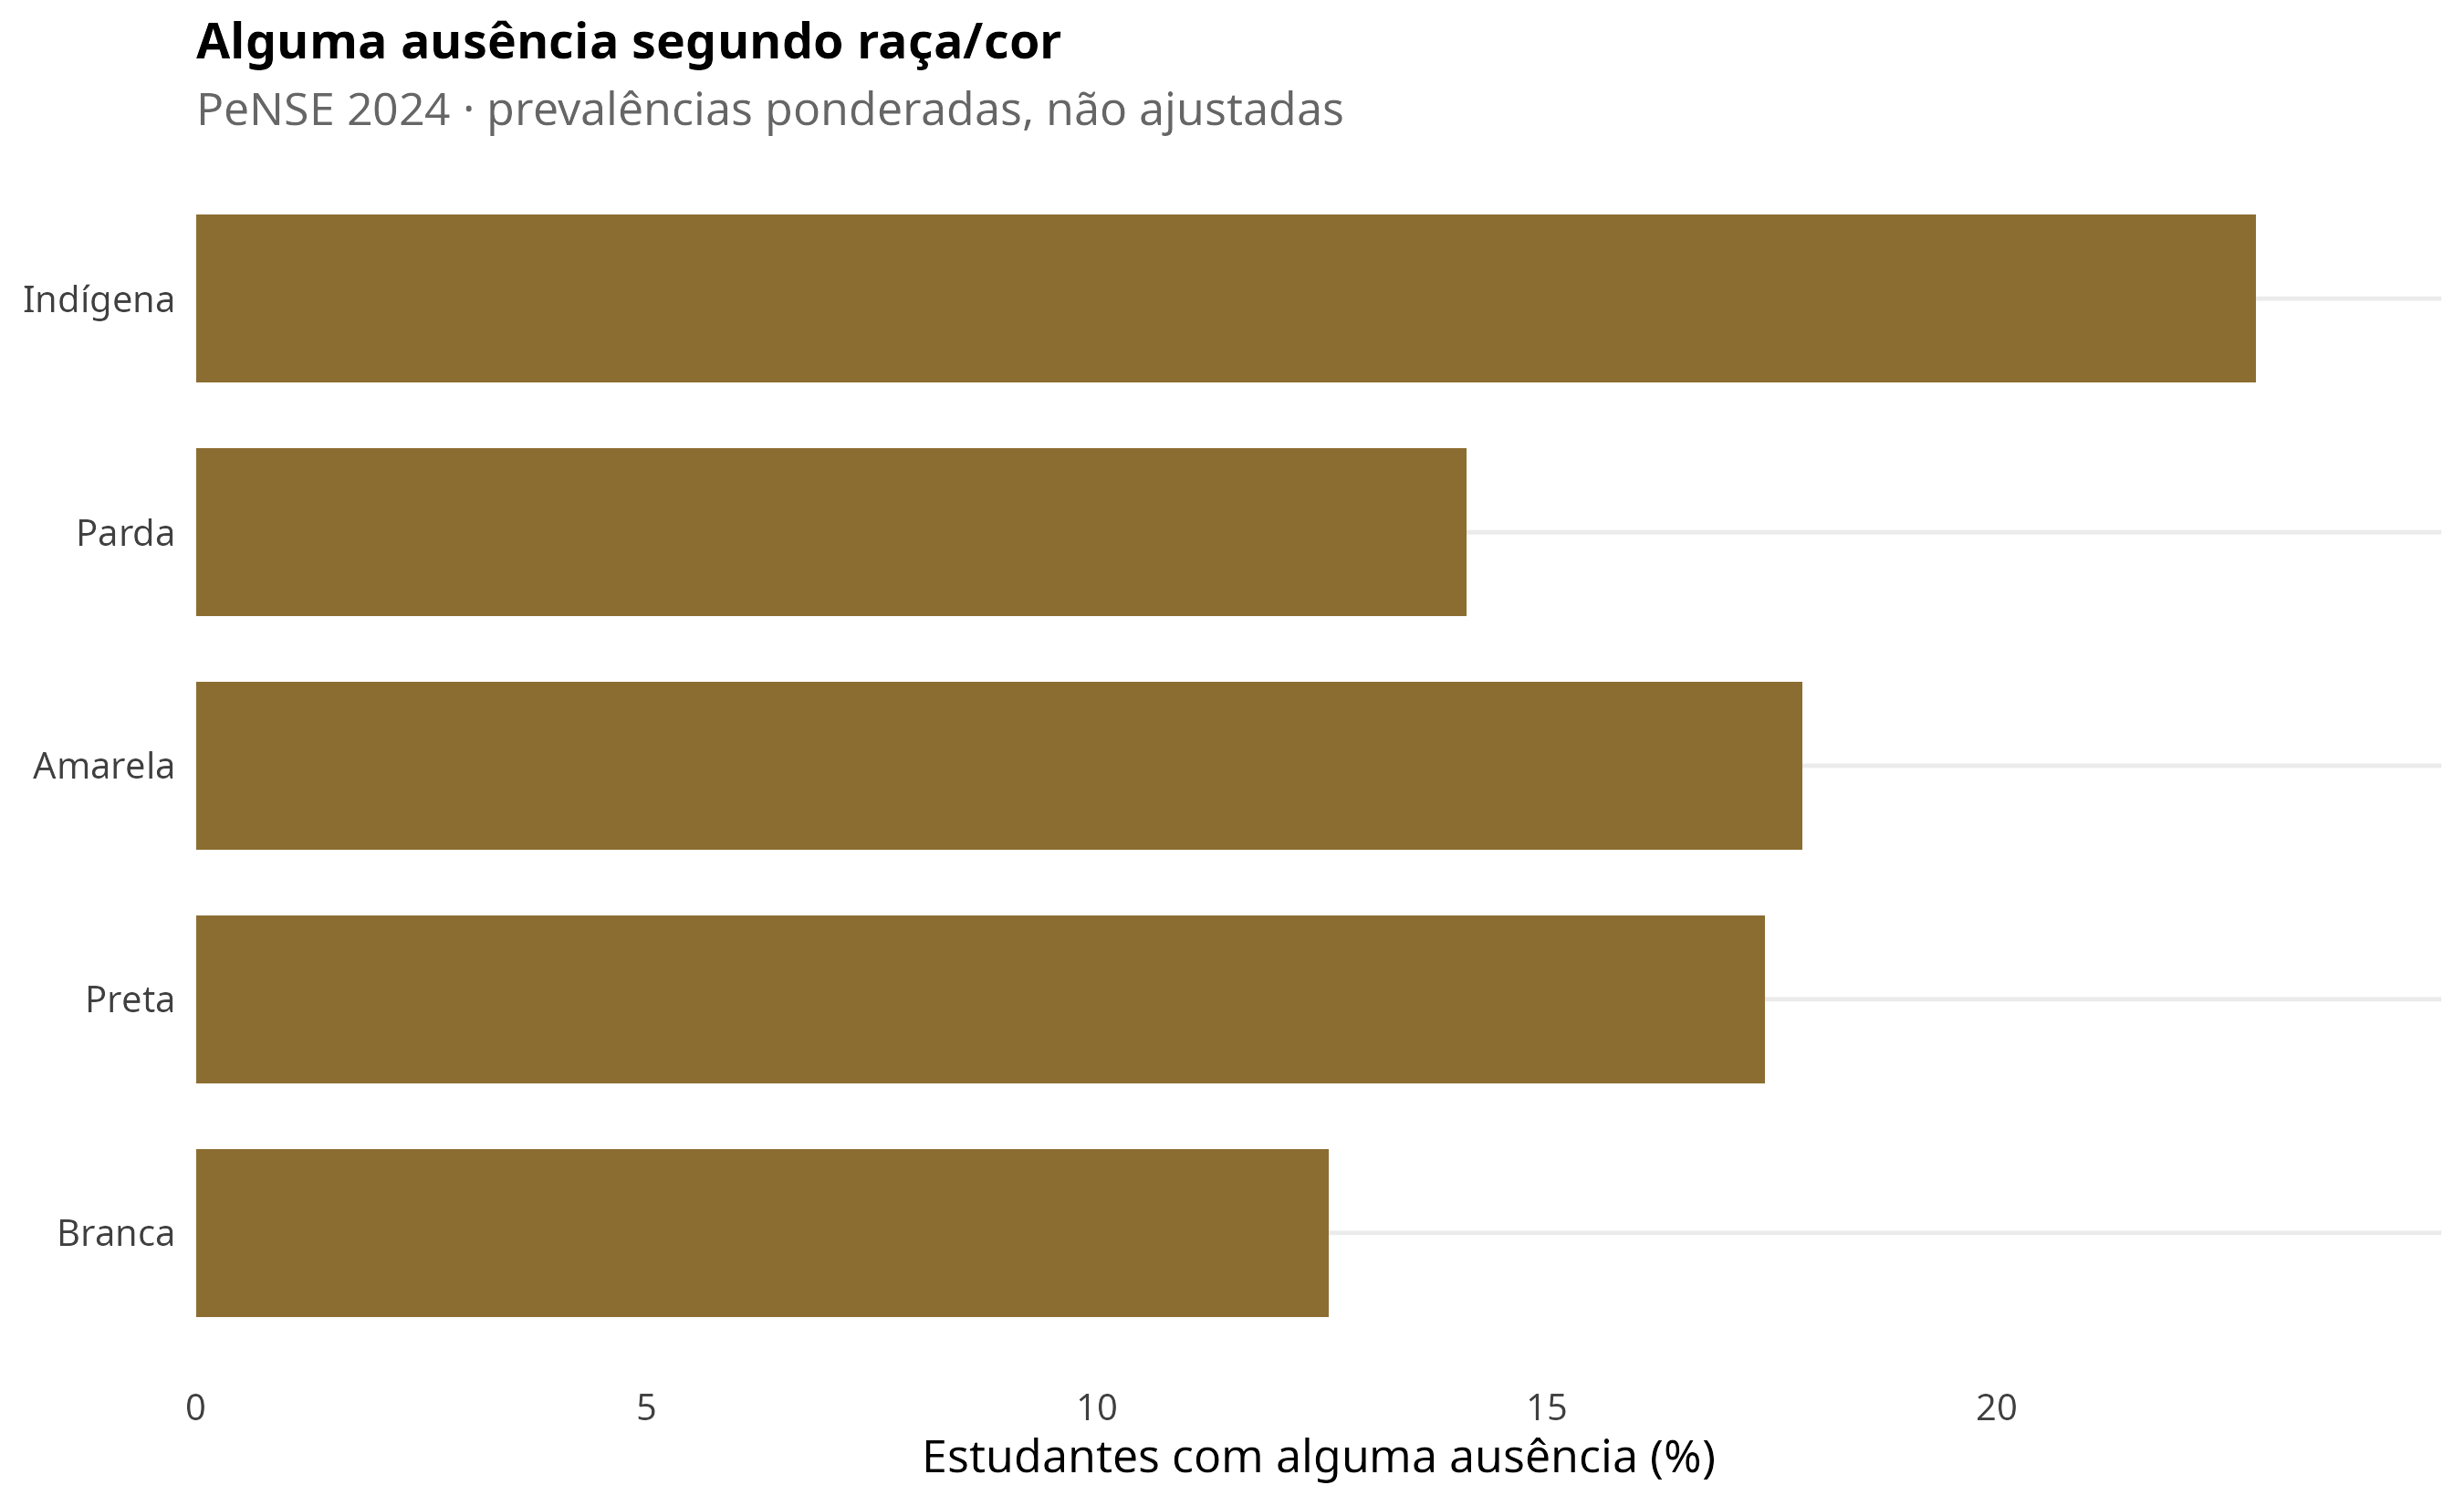 Alguma ausência segundo raça/cor
PeNSE 2024 · prevalências ponderadas, não ajustadas
Indígena
Parda
Amarela
Preta
Branca
0 5 10 15 20
Estudantes com alguma ausência (%)